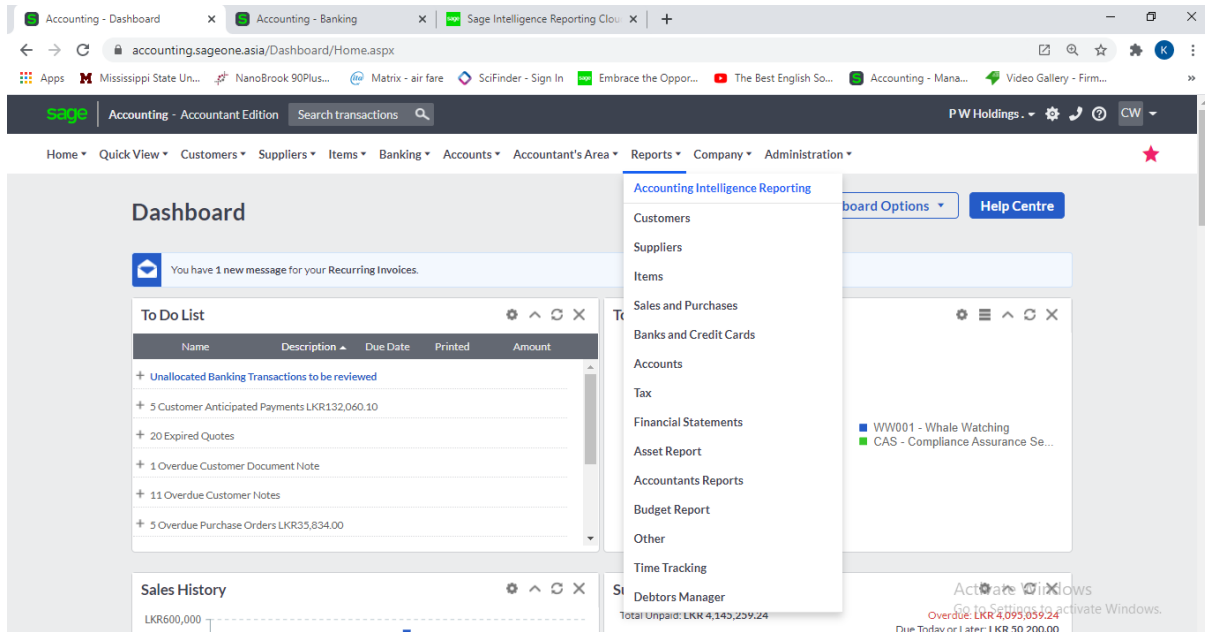 Accounting - Dashboard
Accounting - Banking
Sage Intelligence Reporting Clou
accounting.sageone.asia/Dashboard/Home.aspx
K
Apps
Mississippi State Un...
NanoBrook 90Plus...
Matrix - air fare
SciFinder - Sign In
Embrace the Oppor...
The Best English So...
Accounting - Mana...
Video Gallery - Firm...
»
sage
Accounting - Accountant Edition
Search transactions
P W Holdings .
CW
Home
Quick View
Customers
Suppliers
Items
Banking
Accounts
Accountant's Area
Reports
Company
Administration
Accounting Intelligence Reporting
Customers
Suppliers
Items
Sales and Purchases
Banks and Credit Cards
Accounts
Tax
Financial Statements
Asset Report
Accountants Reports
Budget Report
Other
Time Tracking
Debtors Manager
Dashboard
board Options
Help Centre
You have 1 new message for your Recurring Invoices.
To Do List
Name Description Due Date Printed Amount
+ Unallocated Banking Transactions to be reviewed
+ 5 Customer Anticipated Payments LKR132,060.10
+ 20 Expired Quotes
+ 1 Overdue Customer Document Note
+ 11 Overdue Customer Notes
+ 5 Overdue Purchase Orders LKR35,834.00
WW001 - Whale Watching
CAS - Compliance Assurance Se...
Sales History
LKR600,000
Total Unpaid: LKR 4,145,259.24
Overdue: LKR 4,095,059.24
Due Today or Later: LKR 50,200.00
Activate Windows
Go to Settings to activate Windows.